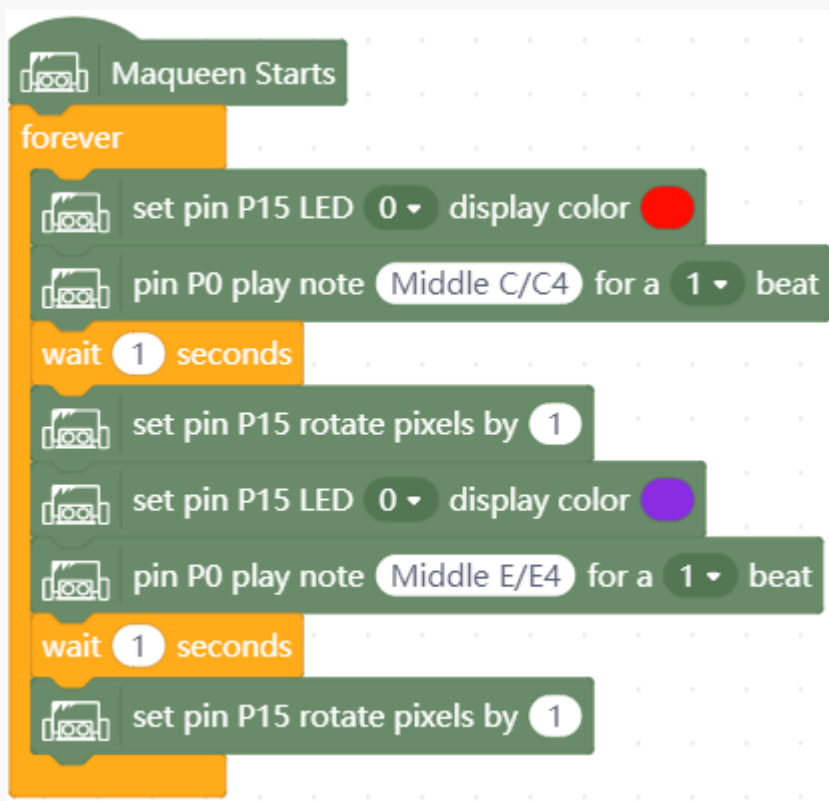 Maqueen Starts
forever
set pin P15 LED 0 display color
pin P0 play note Middle C/C4 for a 1 beat
wait 1 seconds
set pin P15 rotate pixels by 1
set pin P15 LED 0 display color
pin P0 play note Middle E/E4 for a 1 beat
wait 1 seconds
set pin P15 rotate pixels by 1